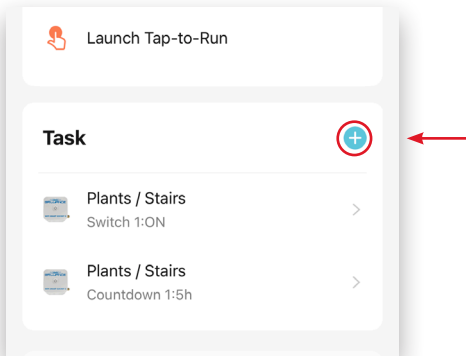 Launch Tap-to-Run
Task
Plants / Stairs
Switch 1:ON
Plants / Stairs
Countdown 1:5h